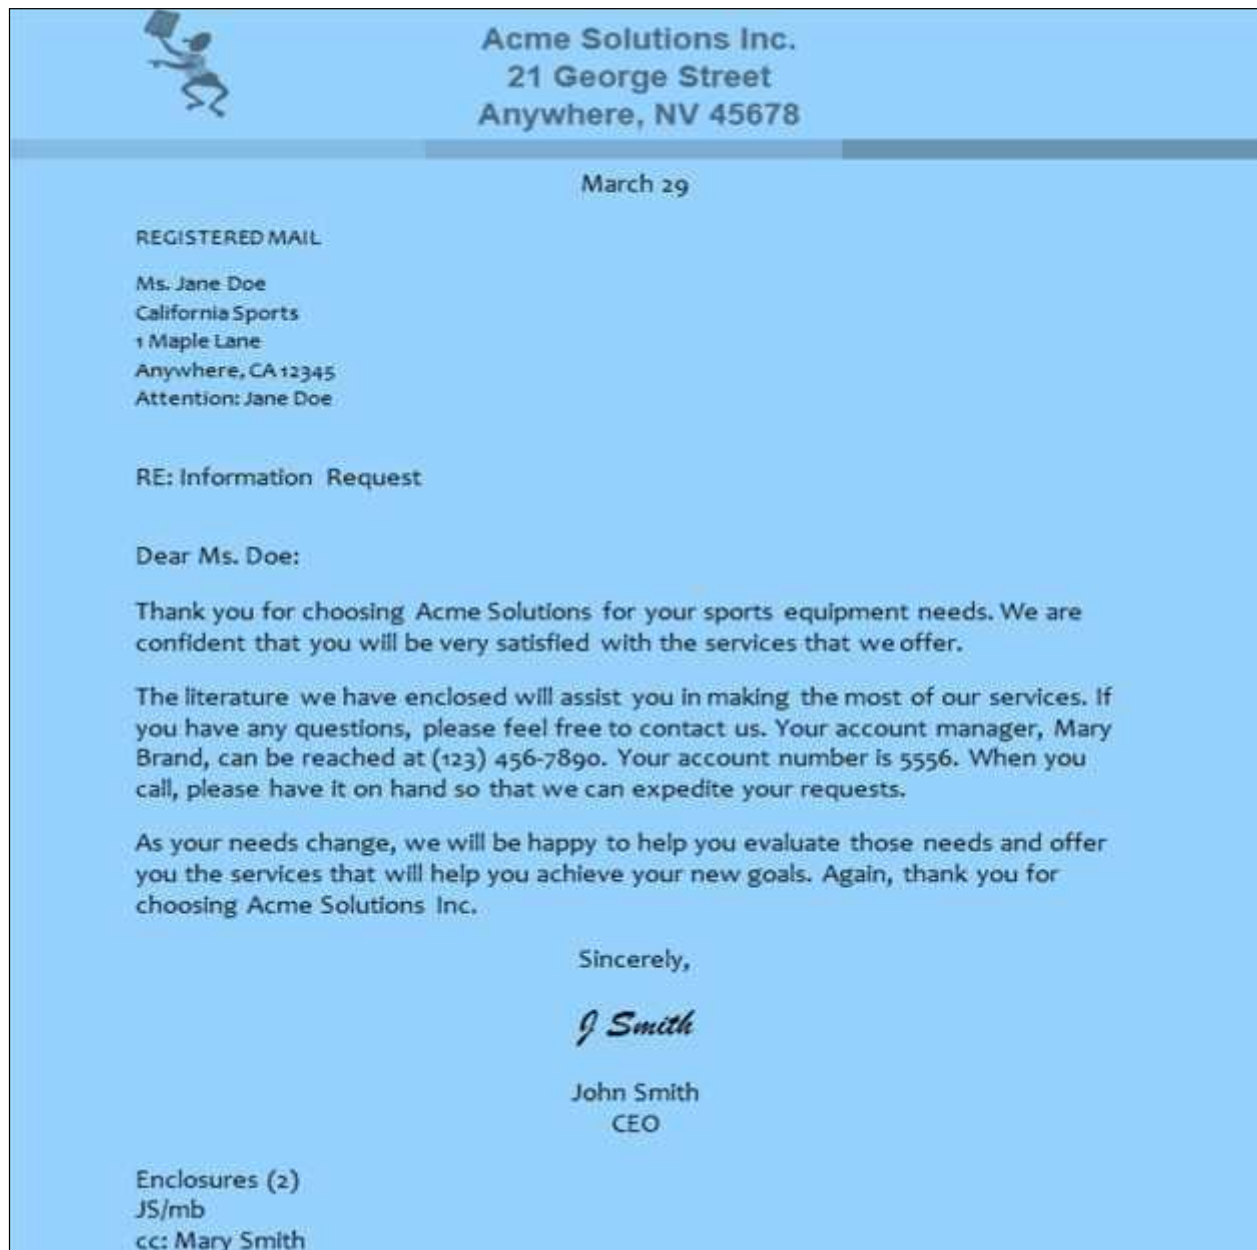 Acme Solutions Inc.
21 George Street
Anywhere, NV 45678
March 29
REGISTERED MAIL
Ms. Jane Doe
California Sports
1 Maple Lane
Anywhere, CA 12345
Attention: Jane Doe
RE: Information Request
Dear Ms. Doe:
Thank you for choosing Acme Solutions for your sports equipment needs. We are
confident that you will be very satisfied with the services that we offer.
The literature we have enclosed will assist you in making the most of our services. If
you have any questions, please feel free to contact us. Your account manager, Mary
Brand, can be reached at (123) 456-7890. Your account number is 5556. When you
call, please have it on hand so that we can expedite your requests.
As your needs change, we will be happy to help you evaluate those needs and offer
you the services that will help you achieve your new goals. Again, thank you for
choosing Acme Solutions Inc.
Sincerely,
J Smith
John Smith
CEO
Enclosures (2)
JS/mb
cc: Mary Smith